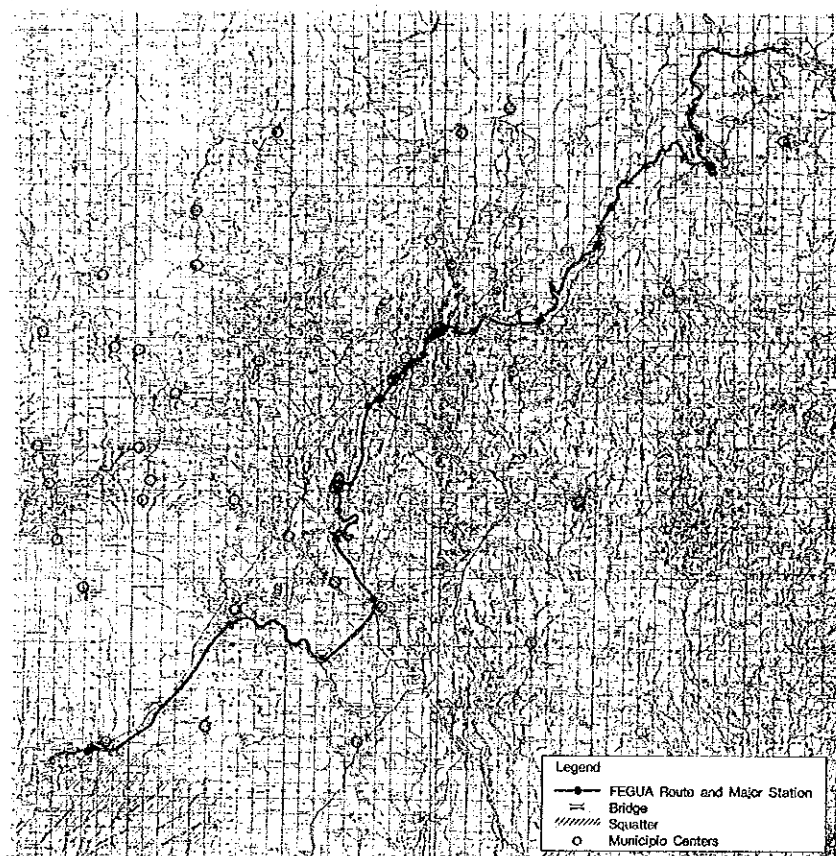 Legend
FEGUA Route and Major Station
Bridge
Squatter
Municipio Centers